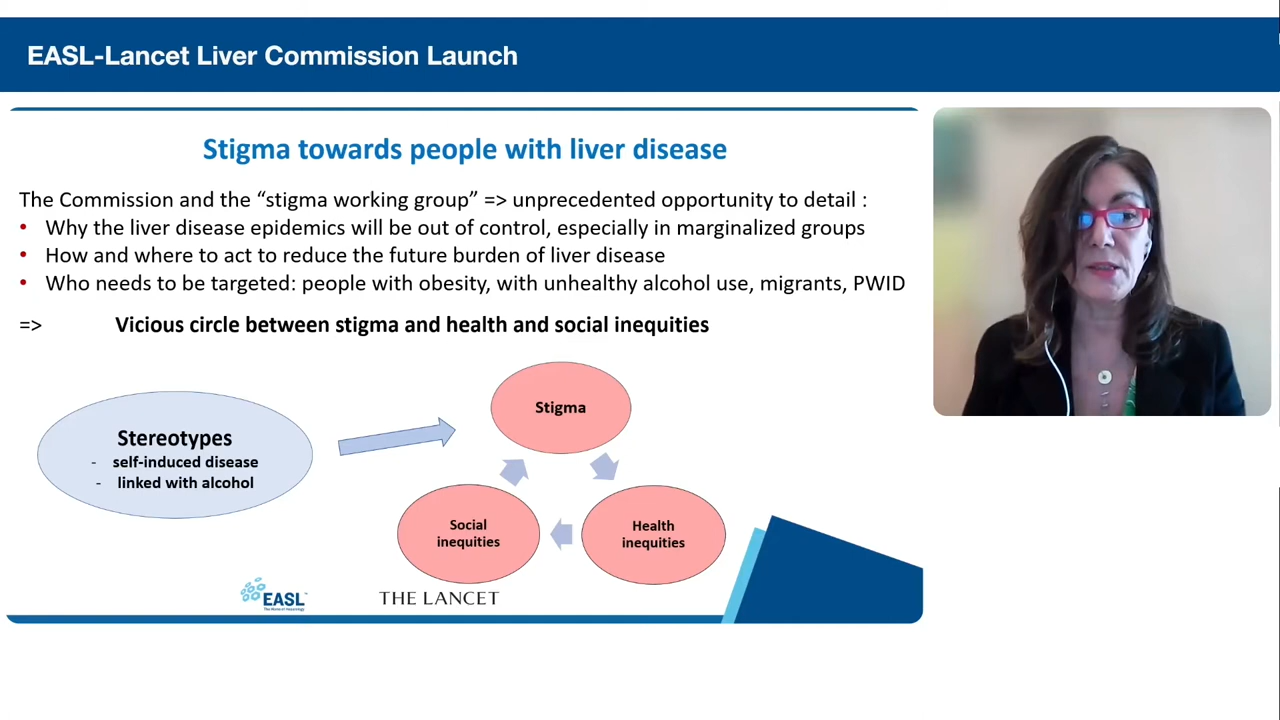 EASL-Lancet Liver Commission Launch
Stigma towards people with liver disease
The Commission and the “stigma working group” => unprecedented opportunity to detail :
• Why the liver disease epidemics will be out of control, especially in marginalized groups
• How and where to act to reduce the future burden of liver disease
• Who needs to be targeted: people with obesity, with unhealthy alcohol use, migrants, PWID
=> Vicious circle between stigma and health and social inequities
Stigma
Stereotypes
- self-induced disease
- linked with alcohol
Social
inequities
Health
inequities
EASL
The Home of Hepatology
THE LANCET